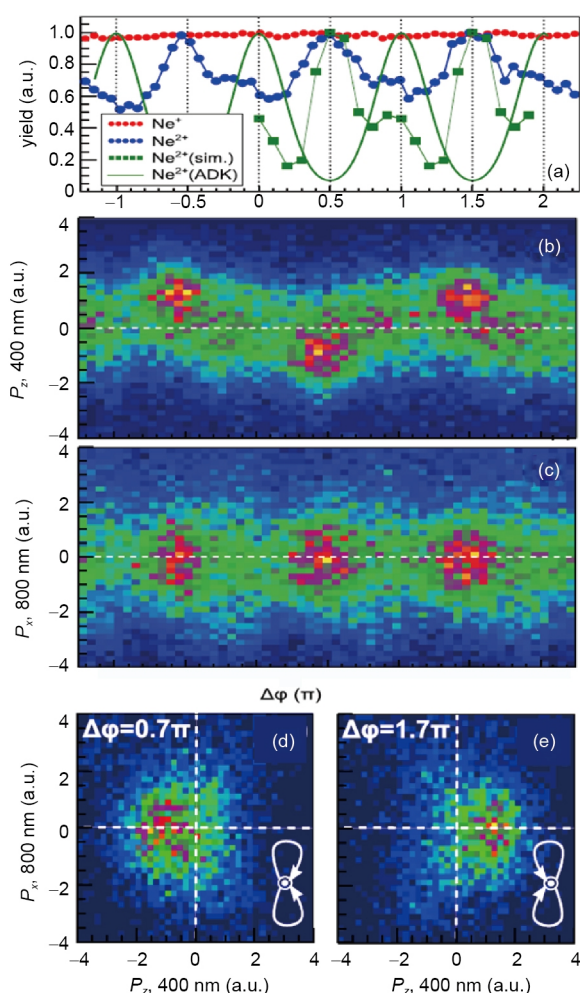 yield (a.u.)
1.0
0.8
0.6
0.4
0.2
0
Ne⁺
Ne²⁺
Ne²⁺(sim.)
Ne²⁺(ADK)
(a)
−1 −0.5 0 0.5 1 1.5 2
P_z, 400 nm (a.u.)
4
2
0
−2
−4
(b)
P_x, 800 nm (a.u.)
4
2
0
−2
−4
(c)
Δφ (π)
P_x, 800 nm (a.u.)
4
2
0
−2
−4
Δφ=0.7π (d)
Δφ=1.7π (e)
−4 −2 0 2 4
−4 −2 0 2 4
P_z, 400 nm (a.u.)
P_z, 400 nm (a.u.)